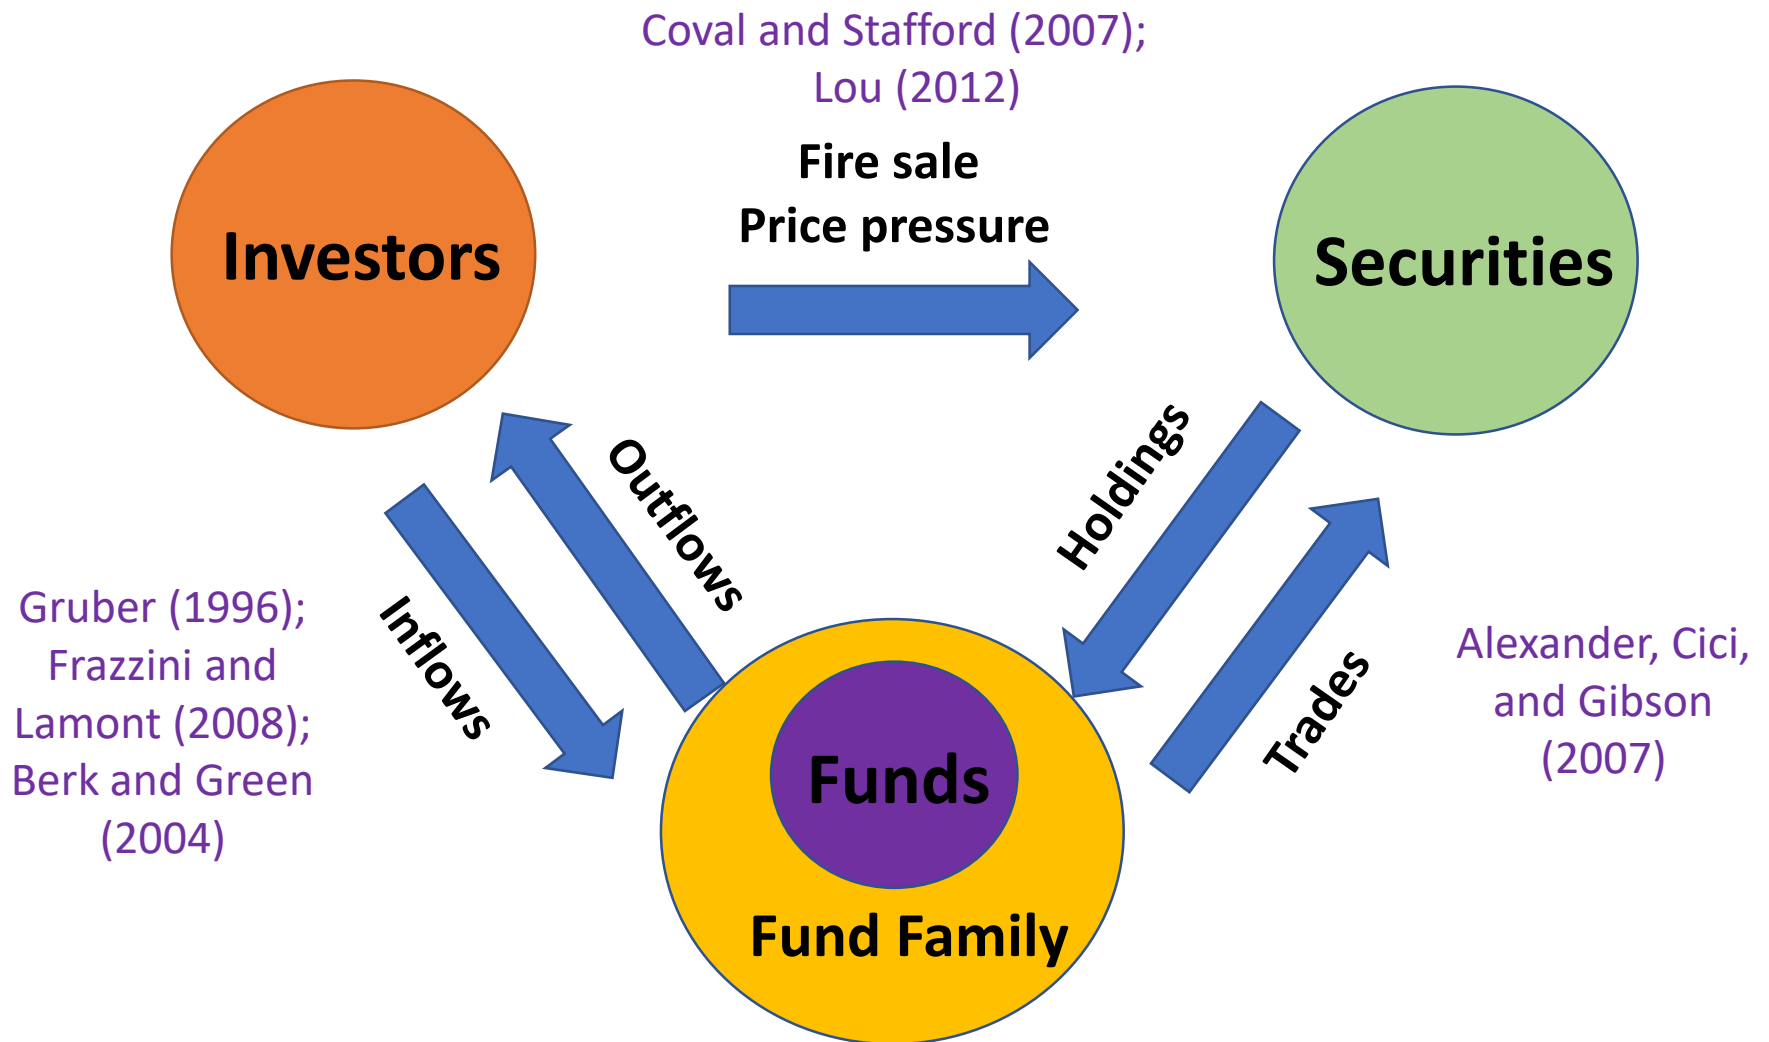 Coval and Stafford (2007);
Lou (2012)
Fire sale
Price pressure
Investors
Securities
Outflows
Inflows
Holdings
Trades
Gruber (1996);
Frazzini and
Lamont (2008);
Berk and Green
(2004)
Alexander, Cici,
and Gibson
(2007)
Funds
Fund Family